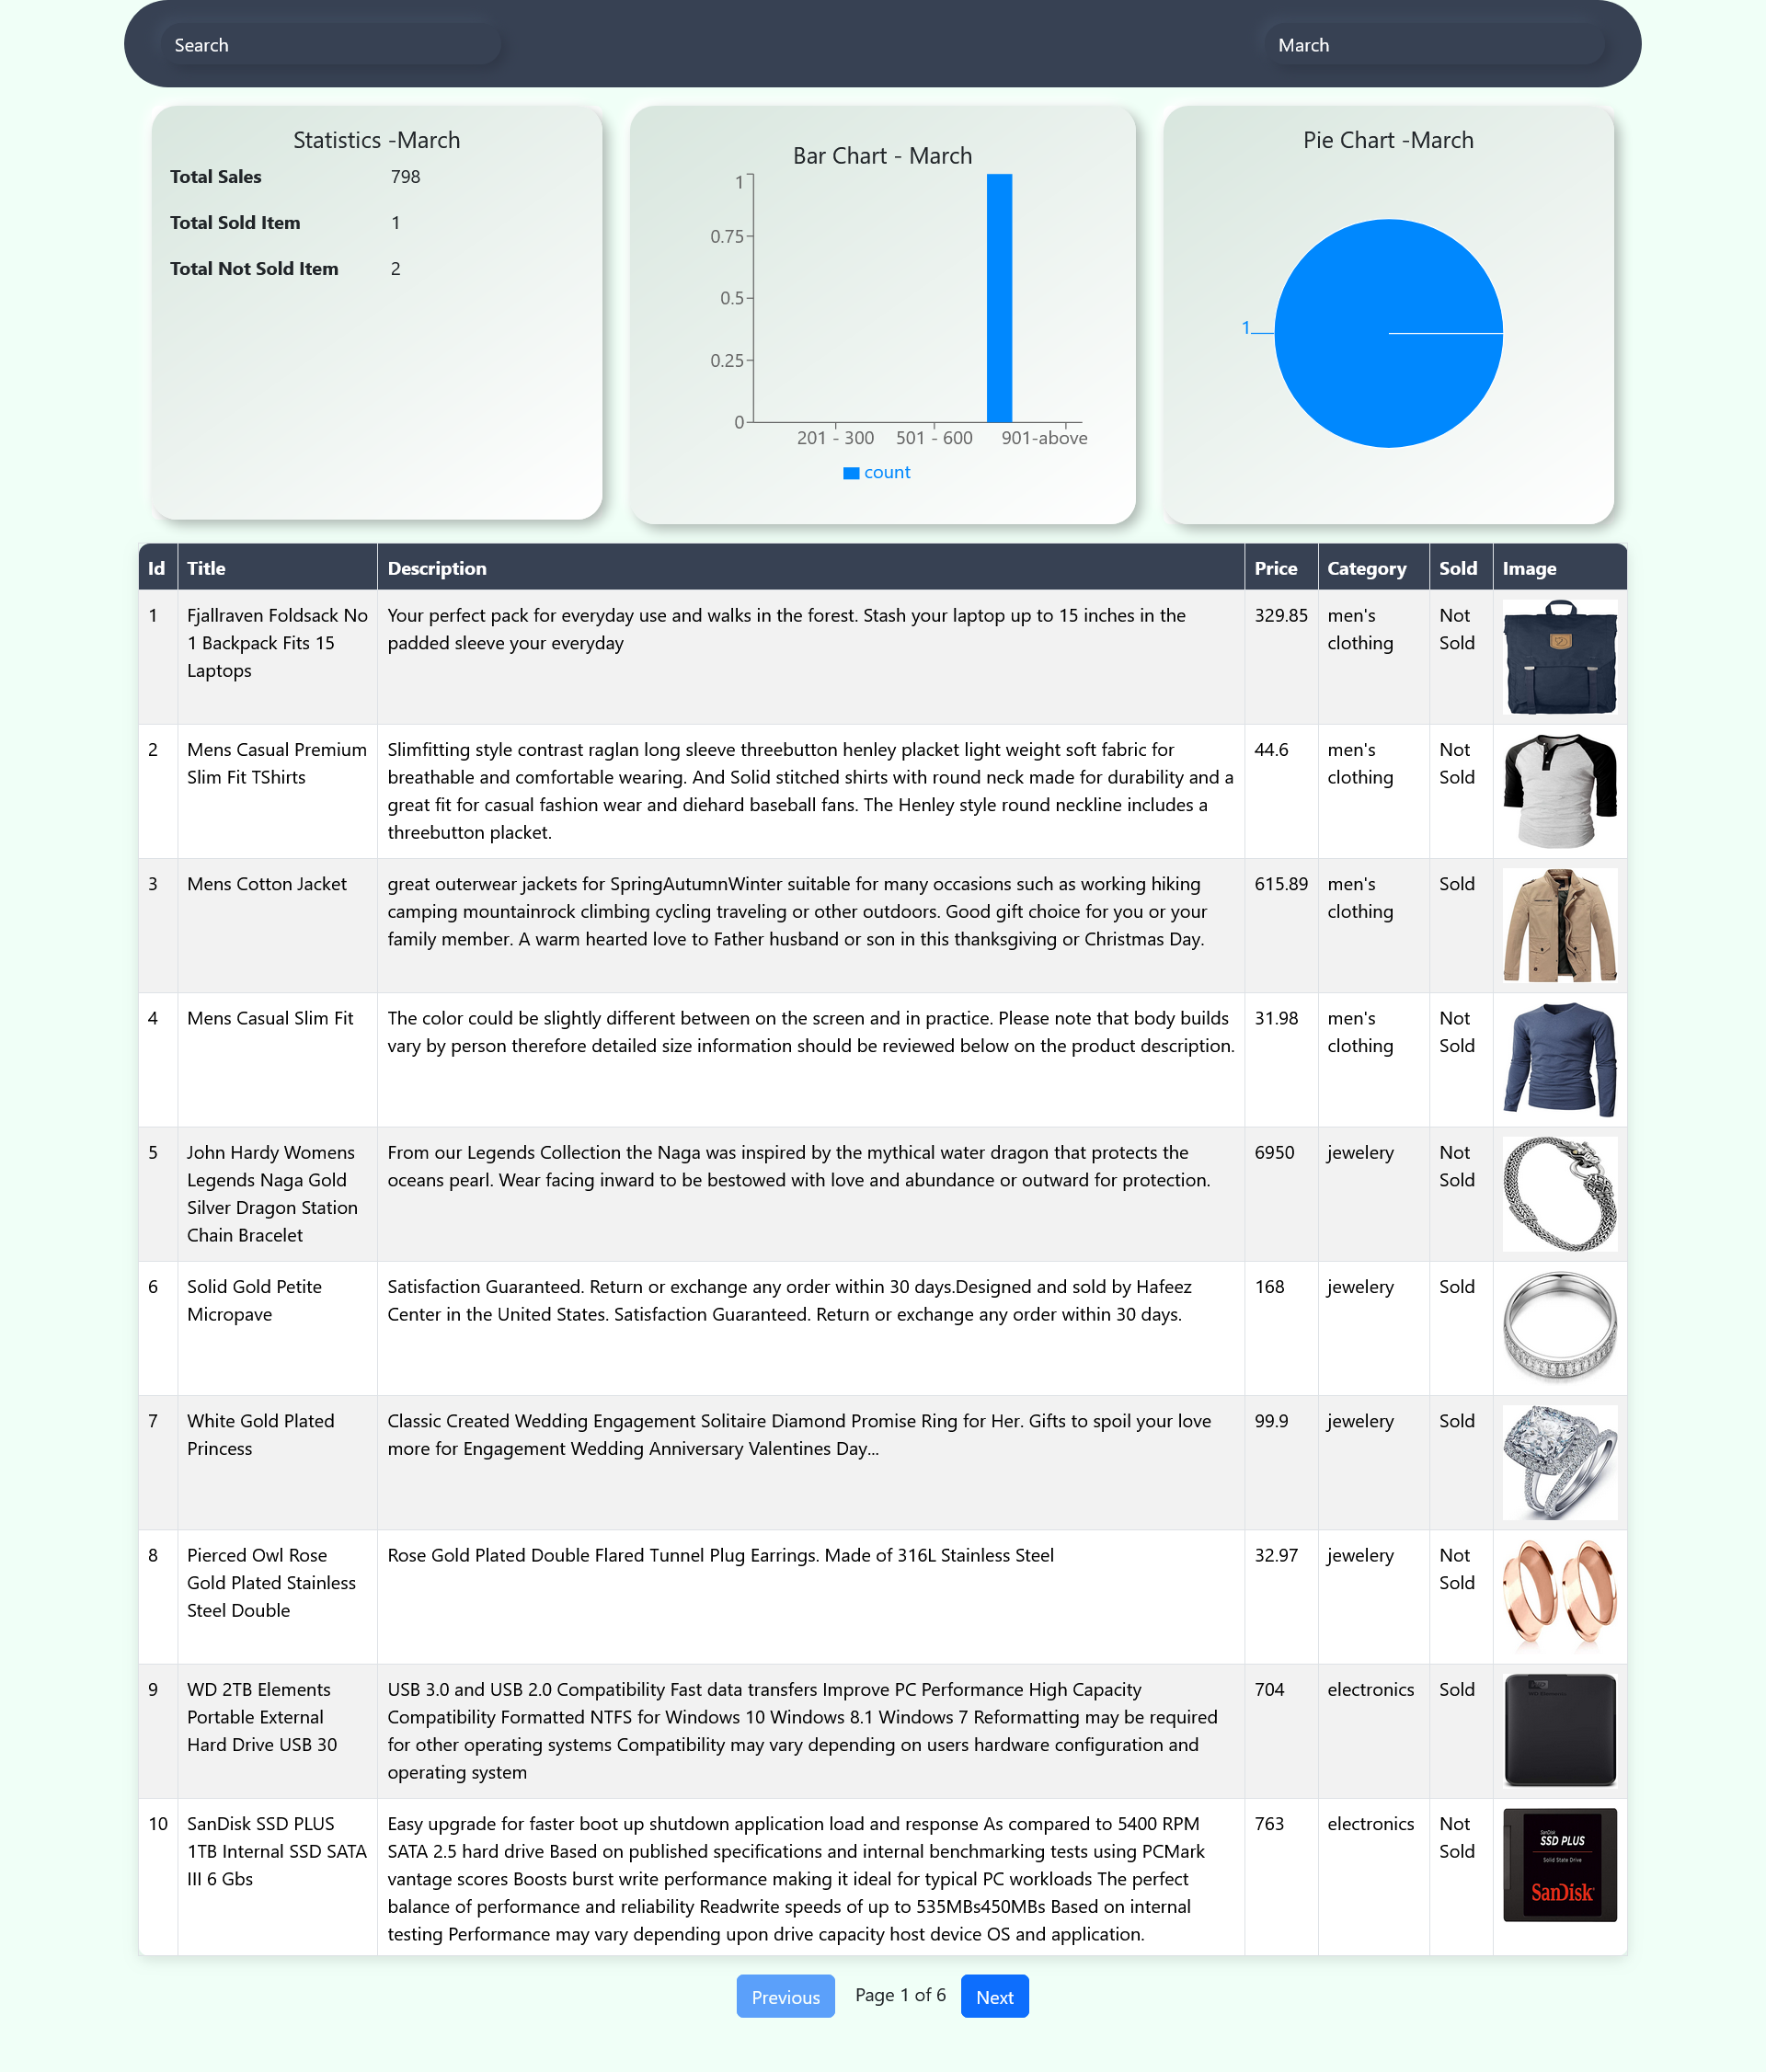 Search
March
Statistics -March
Total Sales 798
Total Sold Item 1
Total Not Sold Item 2
Bar Chart - March
1
0.75
0.5
0.25
0
201 - 300 501 - 600 901-above
count
Pie Chart -March
1
Id Title Description Price Category Sold Image
1 Fjallraven Foldsack No Your perfect pack for everyday use and walks in the forest. Stash your laptop up to 15 inches in the 329.85 men's Not
1 Backpack Fits 15 padded sleeve your everyday clothing Sold
Laptops
2 Mens Casual Premium Slimfitting style contrast raglan long sleeve threebutton henley placket light weight soft fabric for 44.6 men's Not
Slim Fit TShirts breathable and comfortable wearing. And Solid stitched shirts with round neck made for durability and a clothing Sold
great fit for casual fashion wear and diehard baseball fans. The Henley style round neckline includes a
threebutton placket.
3 Mens Cotton Jacket great outerwear jackets for SpringAutumnWinter suitable for many occasions such as working hiking 615.89 men's Sold
camping mountainrock climbing cycling traveling or other outdoors. Good gift choice for you or your clothing
family member. A warm hearted love to Father husband or son in this thanksgiving or Christmas Day.
4 Mens Casual Slim Fit The color could be slightly different between on the screen and in practice. Please note that body builds 31.98 men's Not
vary by person therefore detailed size information should be reviewed below on the product description. clothing Sold
5 John Hardy Womens From our Legends Collection the Naga was inspired by the mythical water dragon that protects the 6950 jewelery Not
Legends Naga Gold oceans pearl. Wear facing inward to be bestowed with love and abundance or outward for protection. Sold
Silver Dragon Station
Chain Bracelet
6 Solid Gold Petite Satisfaction Guaranteed. Return or exchange any order within 30 days.Designed and sold by Hafeez 168 jewelery Sold
Micropave Center in the United States. Satisfaction Guaranteed. Return or exchange any order within 30 days.
7 White Gold Plated Classic Created Wedding Engagement Solitaire Diamond Promise Ring for Her. Gifts to spoil your love 99.9 jewelery Sold
Princess more for Engagement Wedding Anniversary Valentines Day...
8 Pierced Owl Rose Rose Gold Plated Double Flared Tunnel Plug Earrings. Made of 316L Stainless Steel 32.97 jewelery Not
Gold Plated Stainless Sold
Steel Double
9 WD 2TB Elements USB 3.0 and USB 2.0 Compatibility Fast data transfers Improve PC Performance High Capacity 704 electronics Sold
Portable External Compatibility Formatted NTFS for Windows 10 Windows 8.1 Windows 7 Reformatting may be required
Hard Drive USB 30 for other operating systems Compatibility may vary depending on users hardware configuration and
operating system
10 SanDisk SSD PLUS Easy upgrade for faster boot up shutdown application load and response As compared to 5400 RPM 763 electronics Not
1TB Internal SSD SATA SATA 2.5 hard drive Based on published specifications and internal benchmarking tests using PCMark Sold
III 6 Gbs vantage scores Boosts burst write performance making it ideal for typical PC workloads The perfect
balance of performance and reliability Readwrite speeds of up to 535MBs450MBs Based on internal
testing Performance may vary depending upon drive capacity host device OS and application.
SanDisk
SSD PLUS
Solid State Drive
SanDisk
Previous Page 1 of 6 Next